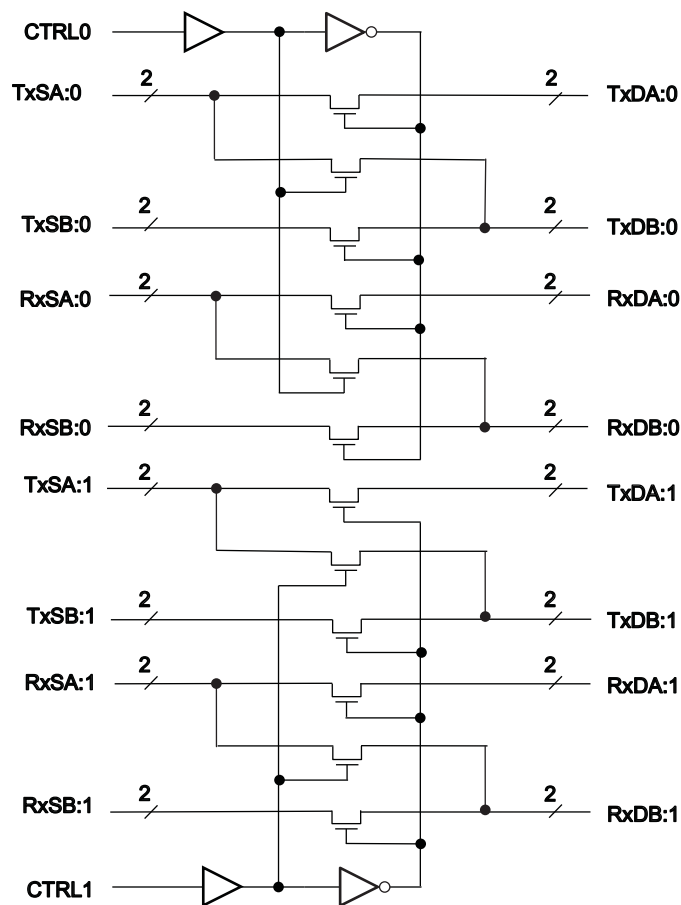 CTRL0
TxSA:0 2 2 TxDA:0
TxSB:0 2 2 TxDB:0
RxSA:0 2 2 RxDA:0
RxSB:0 2 2 RxDB:0
TxSA:1 2 2 TxDA:1
TxSB:1 2 2 TxDB:1
RxSA:1 2 2 RxDA:1
RxSB:1 2 2 RxDB:1
CTRL1